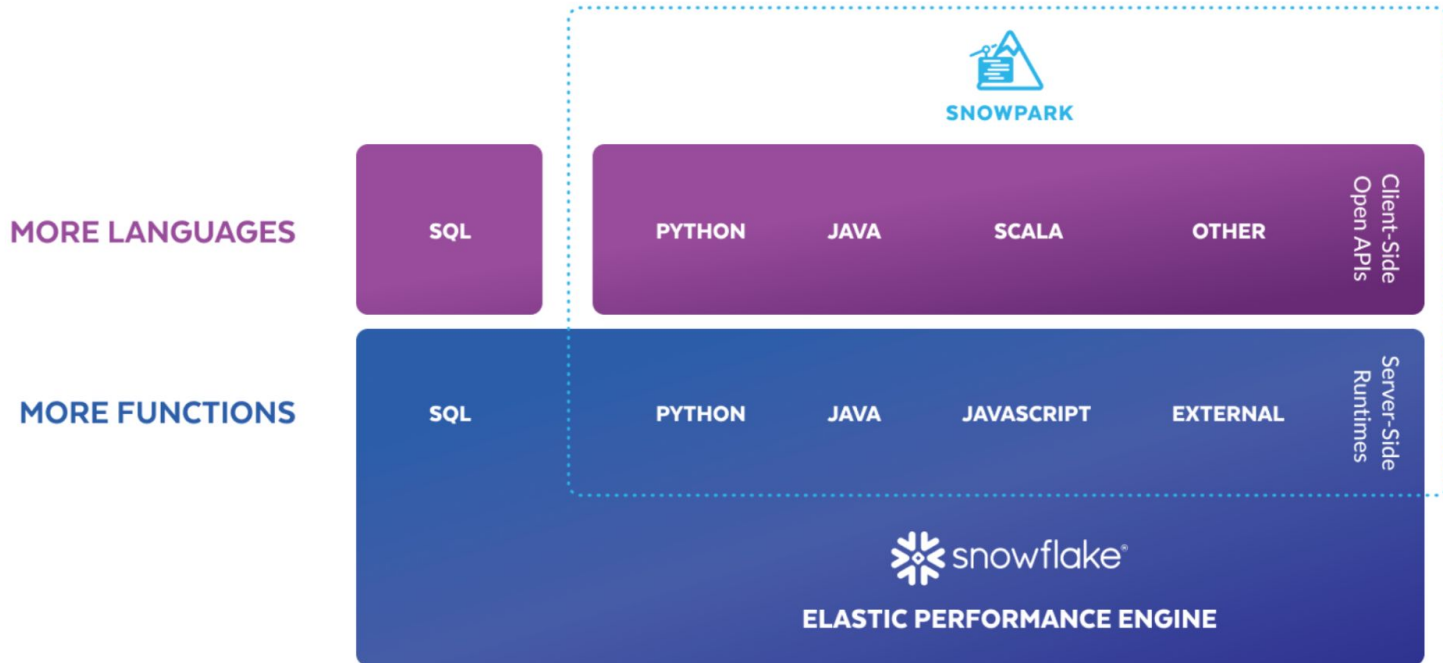 SNOWPARK
MORE LANGUAGES
SQL
PYTHON JAVA SCALA OTHER
Client-Side
Open APIs
MORE FUNCTIONS
SQL
PYTHON JAVA JAVASCRIPT EXTERNAL
Server-Side
Runtimes
snowflake®
ELASTIC PERFORMANCE ENGINE